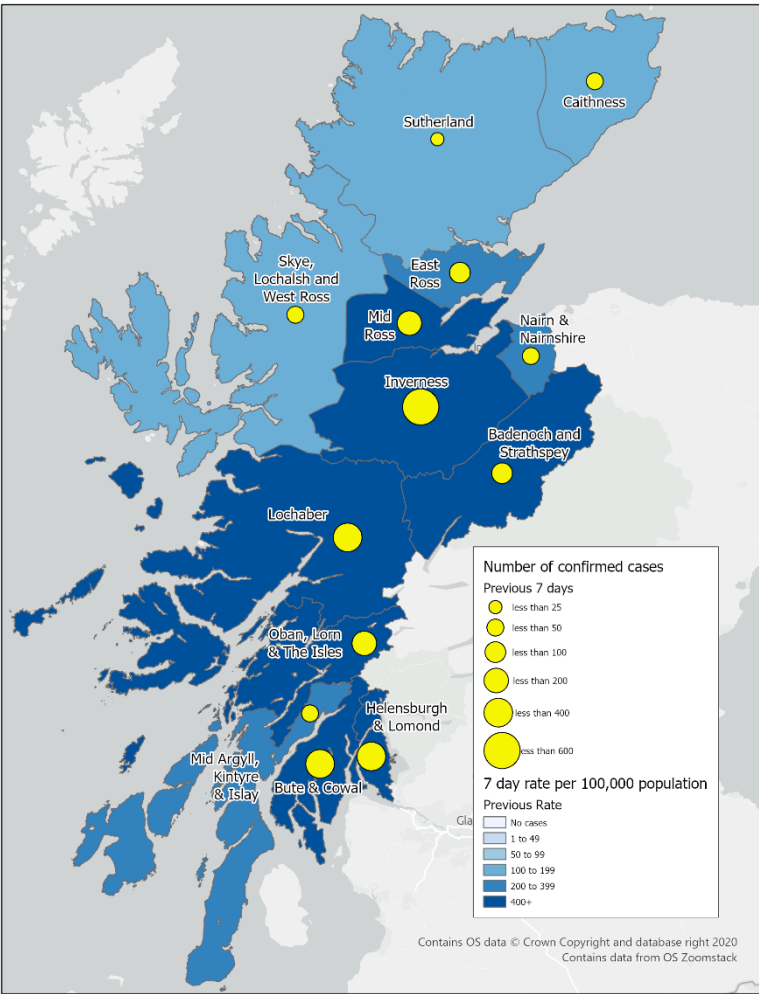 Caithness
Sutherland
East
Ross
Skye,
Lochalsh and
West Ross
Mid
Ross
Nairn &
Nairnshire
Inverness
Badenoch and
Strathspey
Lochaber
Oban, Lorn
& The Isles
Helensburgh
& Lomond
Mid Argyll,
Kintyre
& Islay
Bute & Cowal
Gla
Number of confirmed cases
Previous 7 days
less than 25
less than 50
less than 100
less than 200
less than 400
less than 600
7 day rate per 100,000 population
Previous Rate
No cases
1 to 49
50 to 99
100 to 199
200 to 399
400+
Contains OS data © Crown Copyright and database right 2020
Contains data from OS Zoomstack